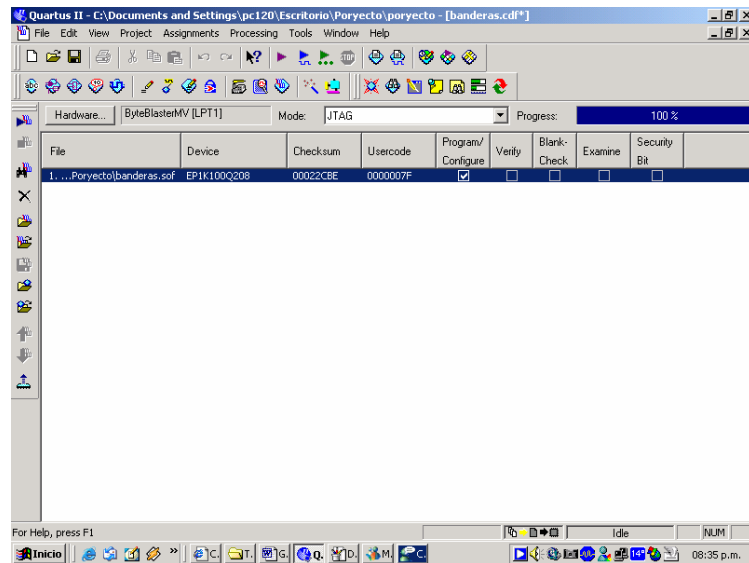 Quartus II - C:\Documents and Settings\pc120\Escritorio\Poryecto\poryecto - [banderas.cdf*]
File Edit View Project Assignments Processing Tools Window Help
Hardware... ByteBlasterMV [LPT1] Mode: JTAG Progress: 100 %
File Device Checksum Usercode Program/ Configure Verify Blank- Check Examine Security Bit
1. ...Poryecto\banderas.sof EP1K100Q208 00022CBE 0000007F
For Help, press F1 Idle NUM
Inicio » C. T. G. Q. D. M. C. 14° 08:35 p.m.